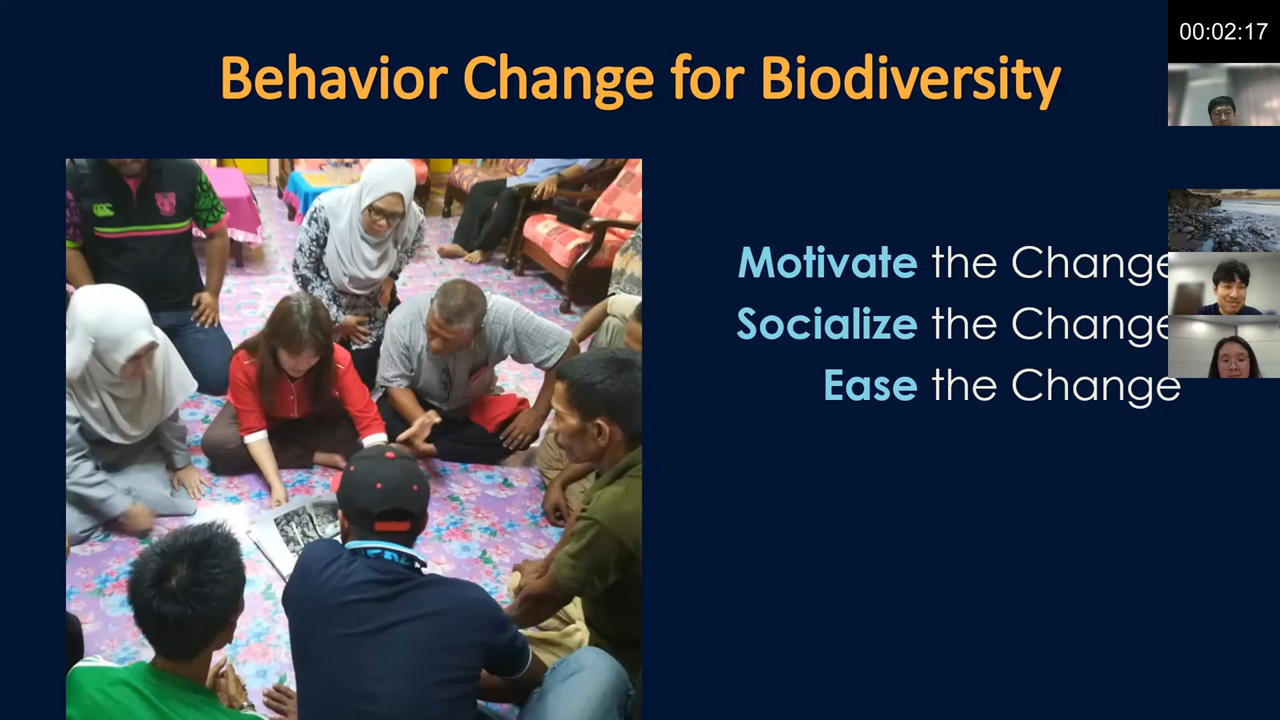 Behavior Change for Biodiversity
00:02:17
Motivate the Change
Socialize the Change
Ease the Change